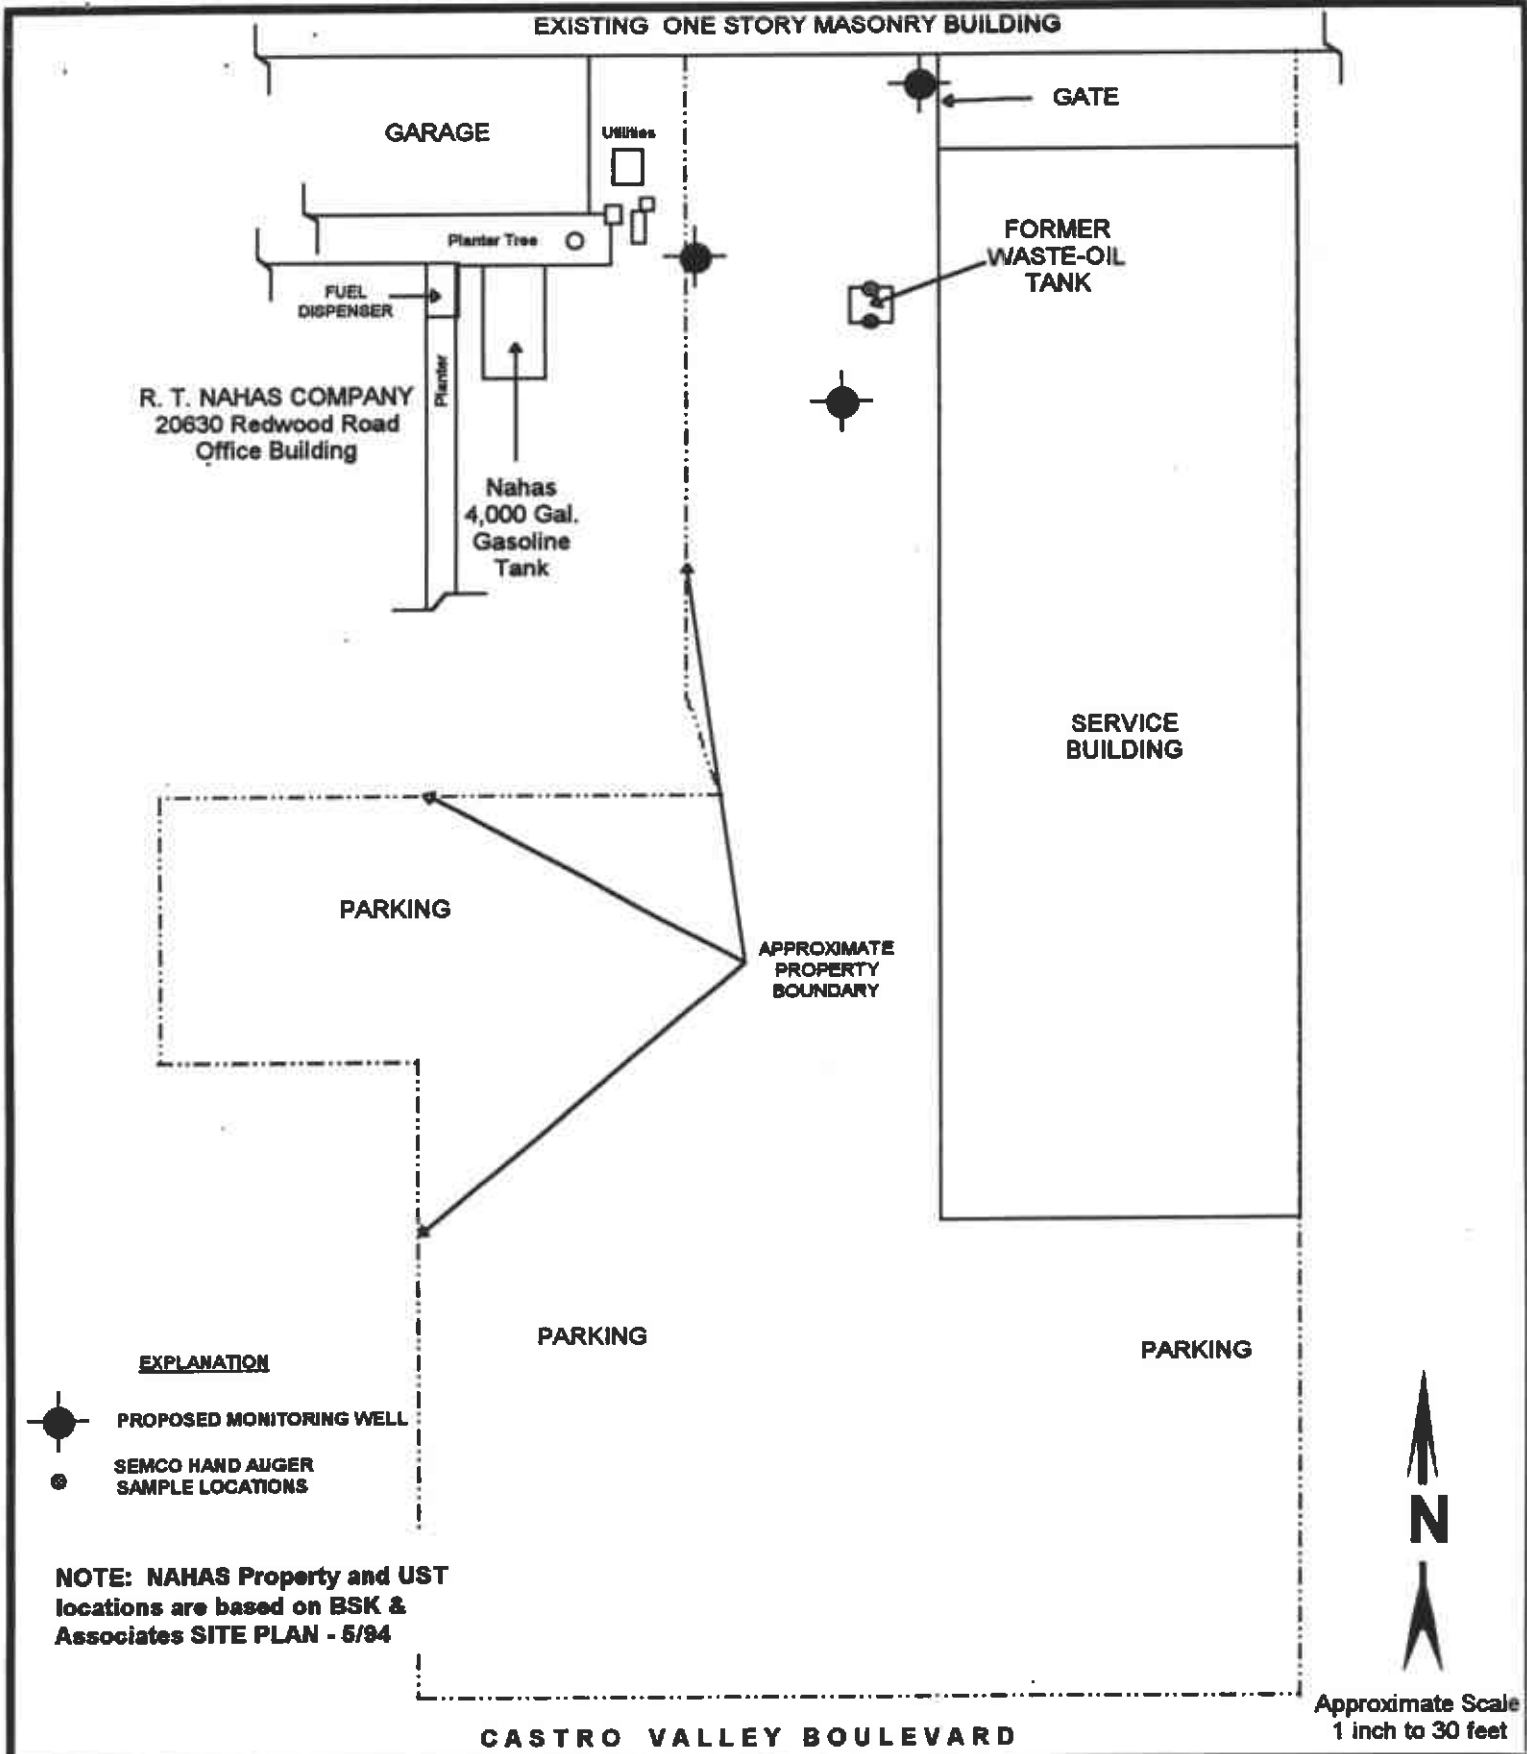 EXISTING ONE STORY MASONRY BUILDING
GATE
GARAGE
Utilities
FORMER
WASTE-OIL
TANK
Planter Tree
FUEL
DISPENSER
Planter
R. T. NAHAS COMPANY
20630 Redwood Road
Office Building
Nahas
4,000 Gal.
Gasoline
Tank
SERVICE
BUILDING
PARKING
APPROXIMATE
PROPERTY
BOUNDARY
PARKING
PARKING
EXPLANATION
PROPOSED MONITORING WELL
SEMCO HAND AUGER
SAMPLE LOCATIONS
N
NOTE: NAHAS Property and UST
locations are based on BSK &
Associates SITE PLAN - 5/94
Approximate Scale
1 inch to 30 feet
CASTRO VALLEY BOULEVARD